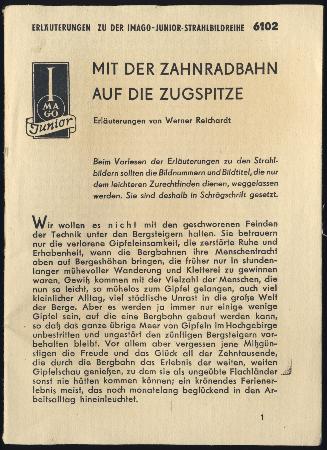 ERLÄUTERUNGEN ZU DER IMAGO-JUNIOR-STRAHLBILDREIHE 6102
I
MA
GO
Junior
MIT DER ZAHNRADBAHN
AUF DIE ZUGSPITZE
Erläuterungen von Werner Reichardt
Beim Vorlesen der Erläuterungen zu den Strahl-
bildern sollten die Bildnummern und Bildtitel, die nur
dem leichteren Zurechtfinden dienen, weggelassen
werden. Sie sind deshalb in Schrägschrift gesetzt.
Wir wollen es nicht mit den geschworenen Feinden
der Technik unter den Bergsteigern halten. Sie betrauern
nur die verlorene Gipfeleinsamkeit, die zerstörte Ruhe und
Erhabenheit, wenn die Bergbahnen ihre Menschenfracht
oben auf Bergeshöhen bringen, die früher nur in stunden-
langer mühevoller Wanderung und Kletterei zu gewinnen
waren. Gewiß kommen mit der Vielzahl der Menschen, die
nun so leicht, so mühelos zum Gipfel gelangen, auch viel
kleinlicher Alltag, viel städtische Unrast in die große Welt
der Berge. Aber es werden ja immer nur einige wenige
Gipfel sein, auf die eine Bergbahn gebaut werden kann,
so daß das ganze übrige Meer von Gipfeln im Hochgebirge
unbestritten und ungestört den zünftigen Bergsteigern vor-
behalten bleibt. Vor allem aber vergessen jene Mißgün-
stigen die Freude und das Glück all der Zehntausende,
die durch die Bergbahn das Erlebnis der weiten, weiten
Gipfelschau genießen, zu dem sie als ungeübte Flachländer
sonst nie hätten kommen können; ein krönendes Ferienier-
lebnis meist, das noch monatelang beglückend in den Ar-
beitsalltag hineinleuchtet.
1